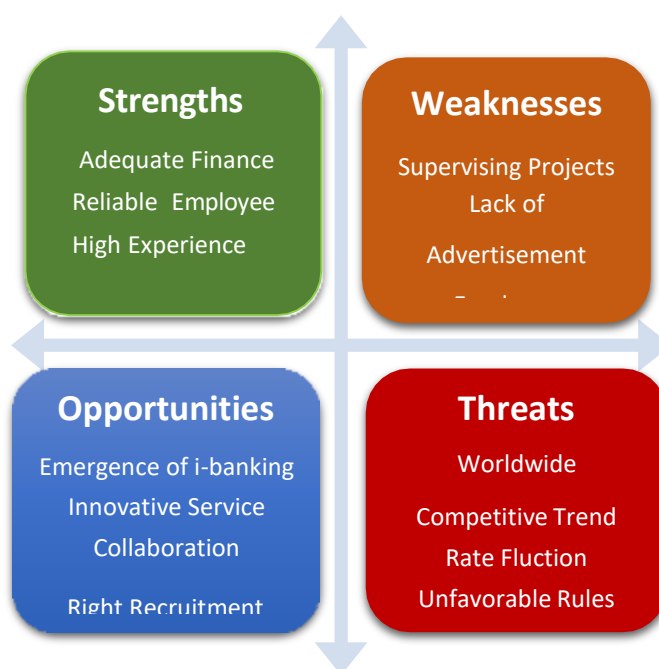 Strengths
Adequate Finance
Reliable Employee
High Experience
Weaknesses
Supervising Projects
Lack of
Advertisement
Opportunities
Emergence of i-banking
Innovative Service
Collaboration
Right Recruitment
Threats
Worldwide
Competitive Trend
Rate Fluction
Unfavorable Rules